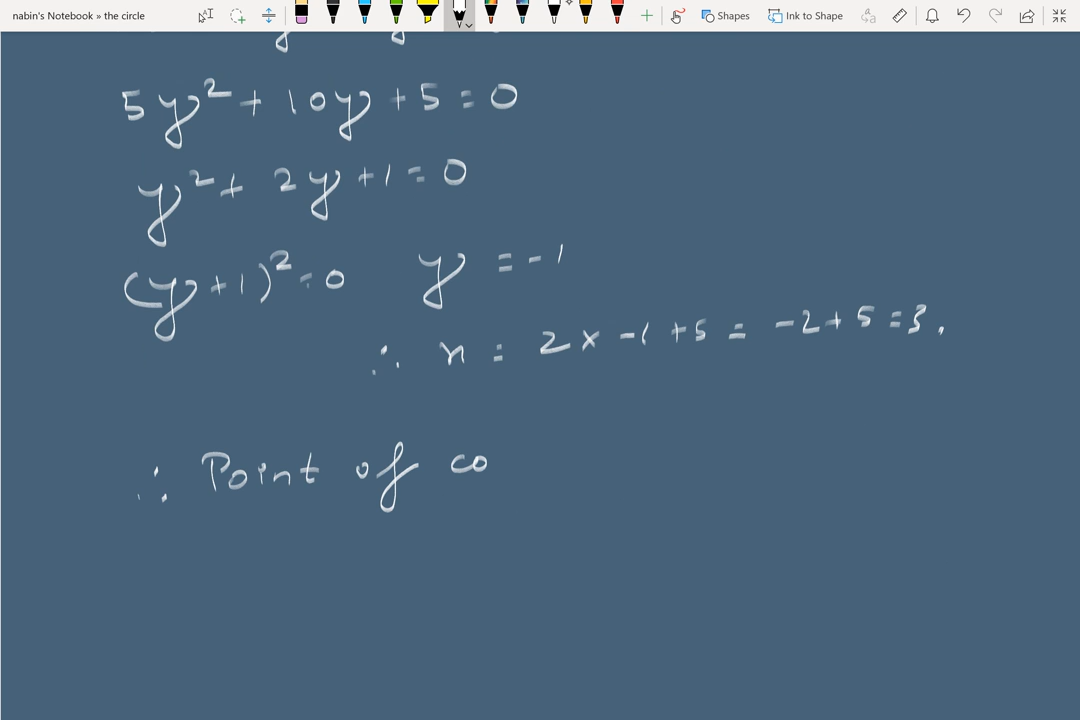 nabin's Notebook » the circle
Shapes
Ink to Shape
5y² + 10y + 5 = 0
y² + 2y + 1 = 0
(y + 1)² = 0 y = -1
∴ x = 2 x -1 + 5 = -2 + 5 = 3.
∴ Point of co